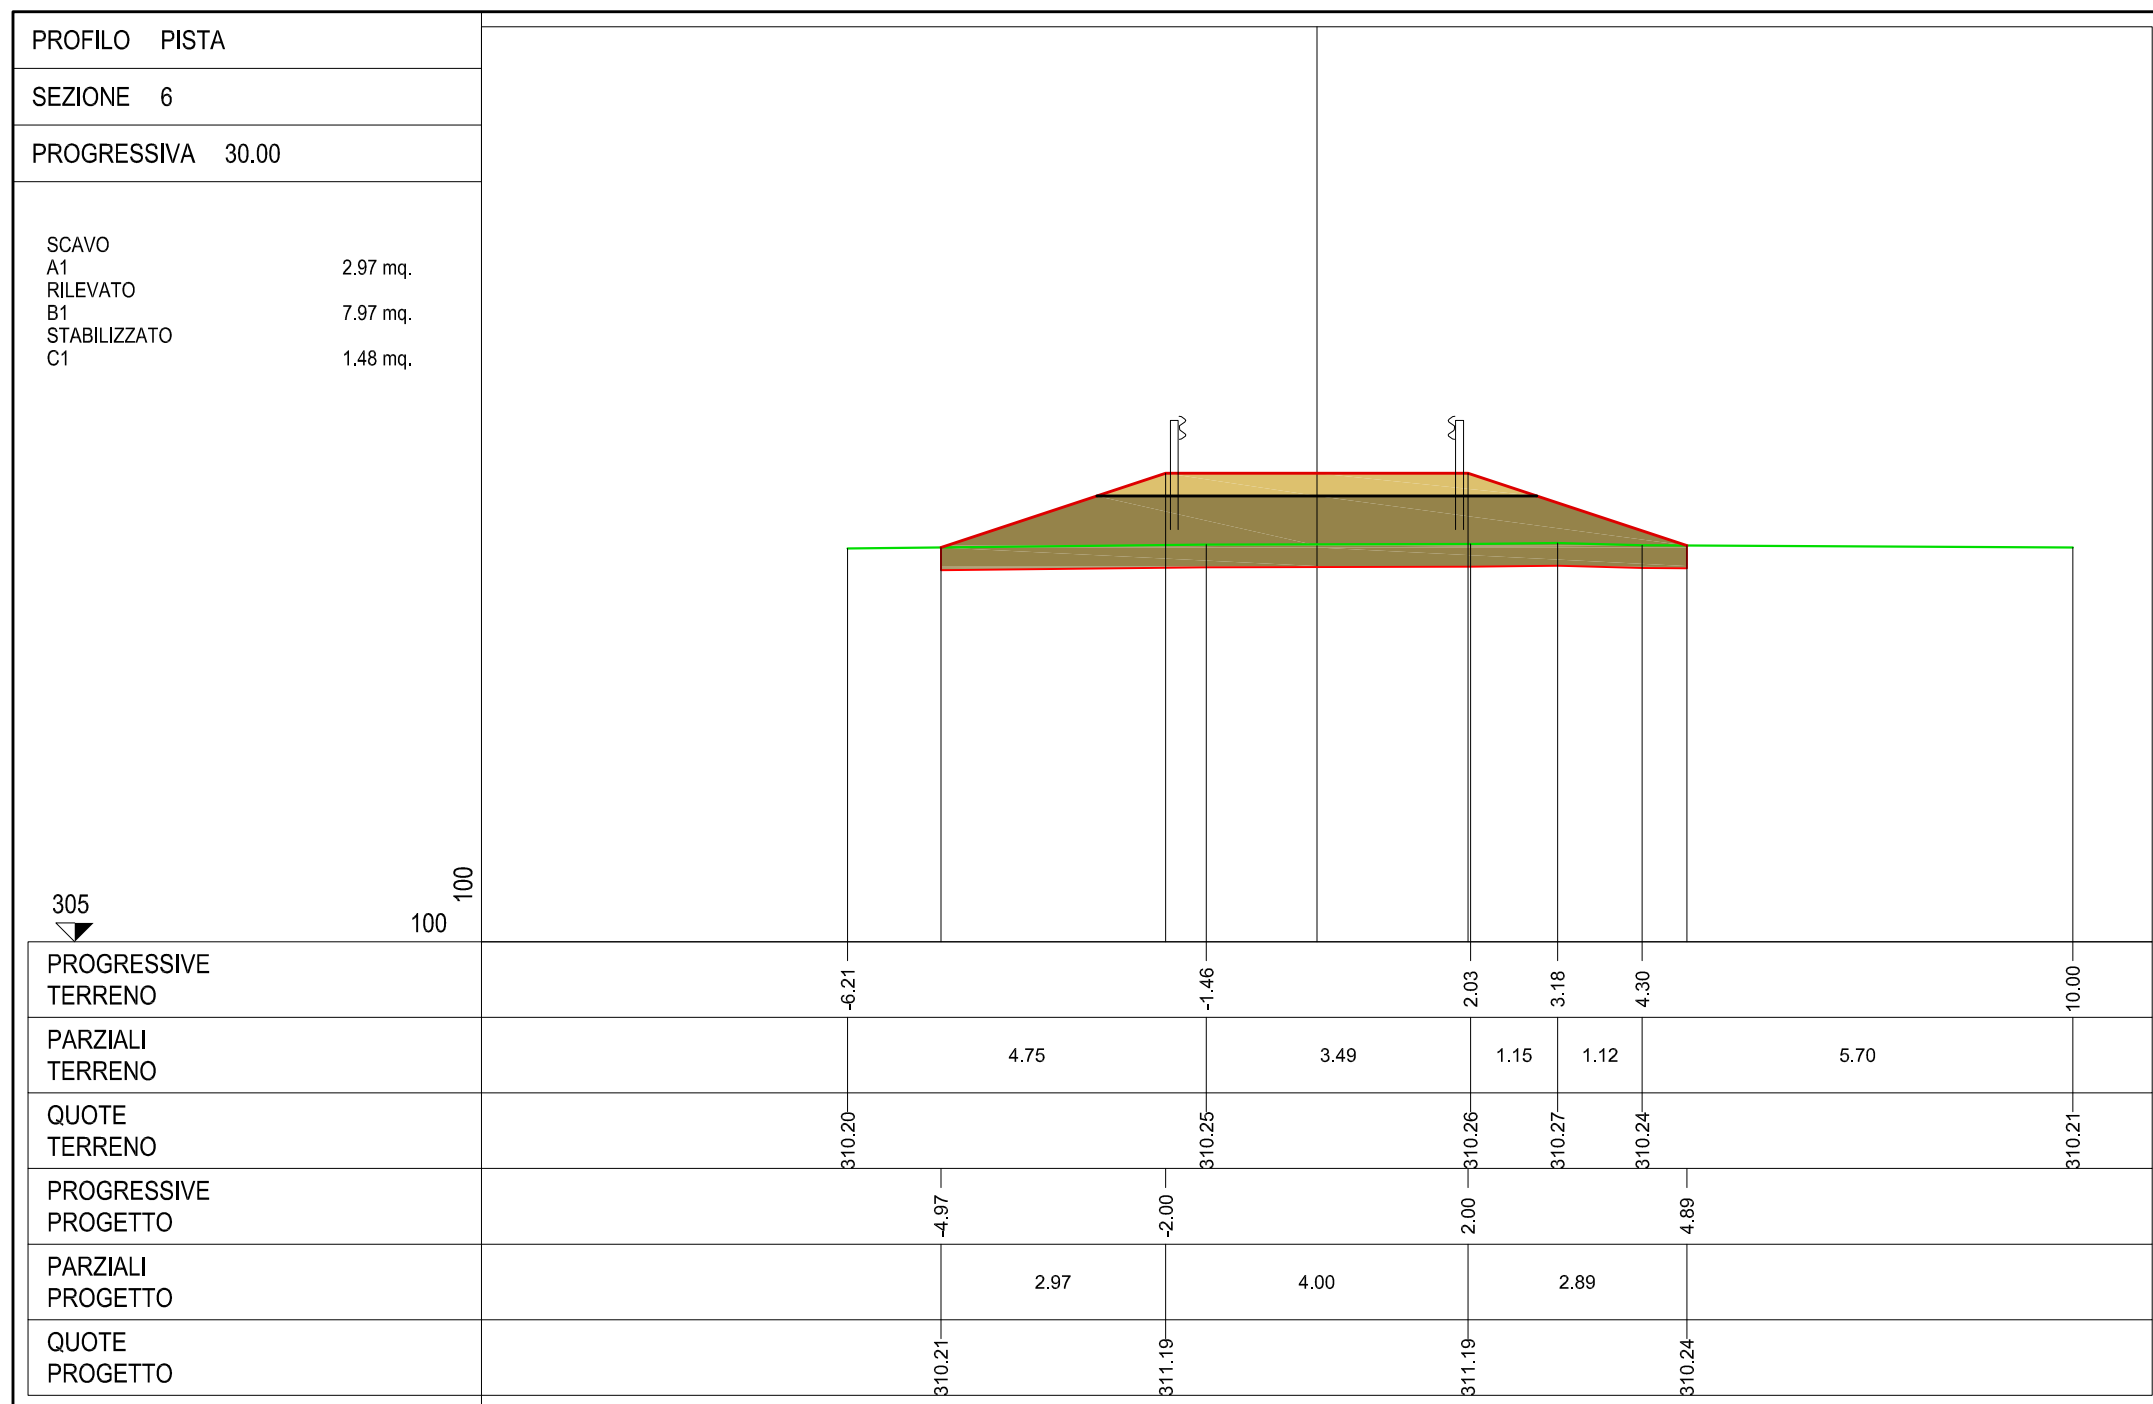 PROFILO PISTA
SEZIONE 6
PROGRESSIVA 30.00
SCAVO
A1 2.97 mq.
RILEVATO
B1 7.97 mq.
STABILIZZATO
C1 1.48 mq.
305
100
100
PROGRESSIVE
TERRENO
-6.21 -1.46 2.03 3.18 4.30 10.00
PARZIALI
TERRENO
4.75 3.49 1.15 1.12 5.70
QUOTE
TERRENO
310.20 310.25 310.26 310.27 310.24 310.21
PROGRESSIVE
PROGETTO
-4.97 -2.00 2.00 4.89
PARZIALI
PROGETTO
2.97 4.00 2.89
QUOTE
PROGETTO
310.21 311.19 311.19 310.24